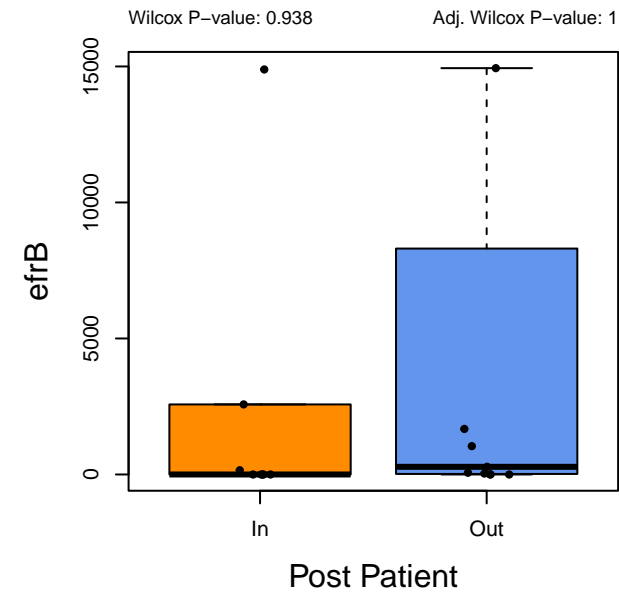 Wilcox P−value: 0.938 Adj. Wilcox P−value: 1
15000
10000
5000
0
efrB
In Out
Post Patient